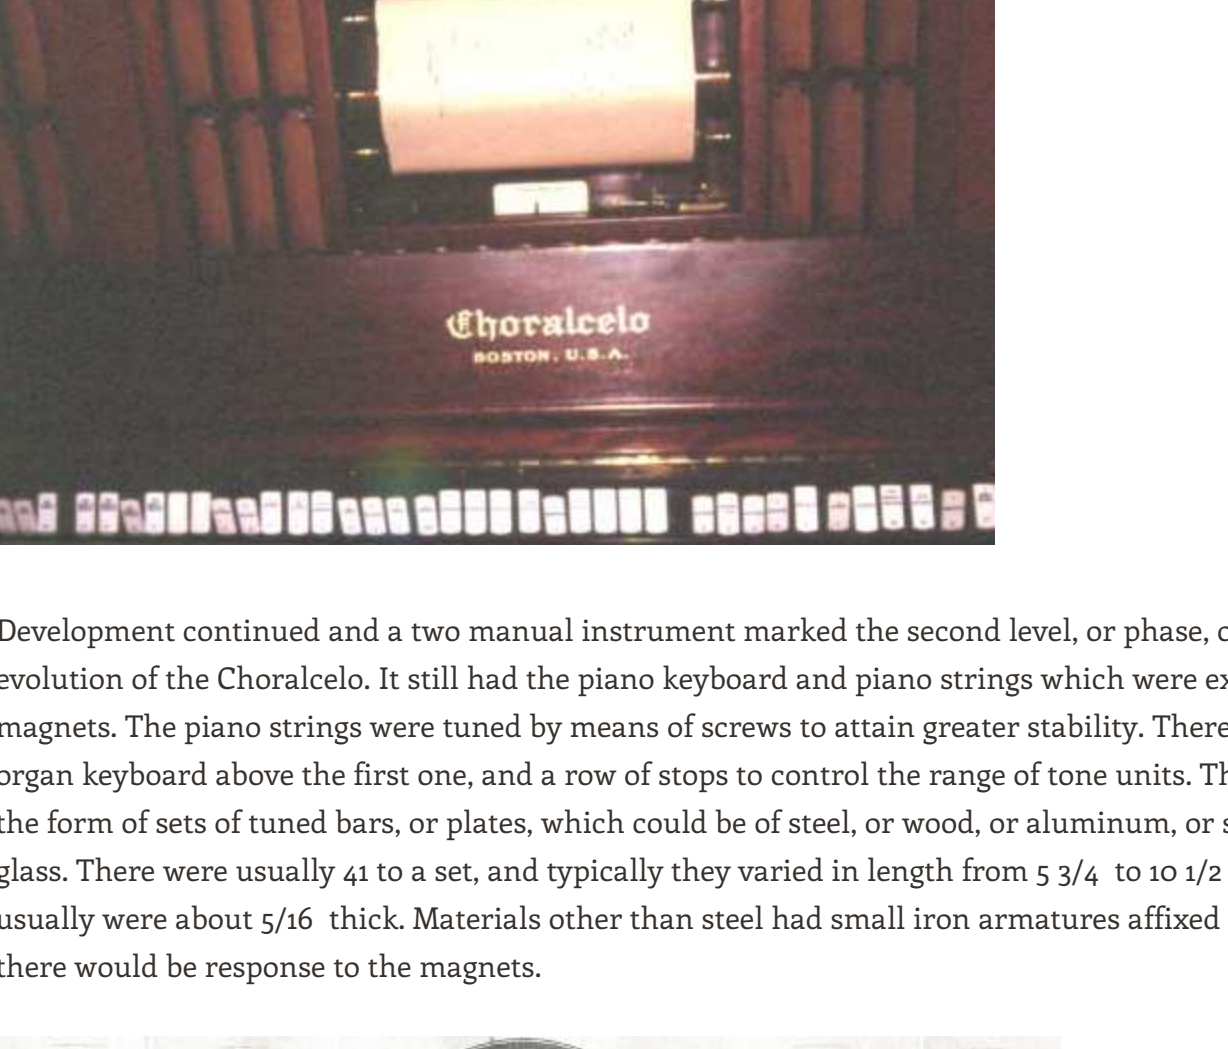 Choralcelo
BOSTON, U.S.A.
Development continued and a two manual instrument marked the second level, or phase,
evolution of the Choralcelo. It still had the piano keyboard and piano strings which were
magnets. The piano strings were tuned by means of screws to attain greater stability. There
organ keyboard above the first one, and a row of stops to control the range of tone units.
the form of sets of tuned bars, or plates, which could be of steel, or wood, or aluminum, or
glass. There were usually 41 to a set, and typically they varied in length from 5 3/4 to 10 1/2
usually were about 5/16 thick. Materials other than steel had small iron armatures affixed
there would be response to the magnets.